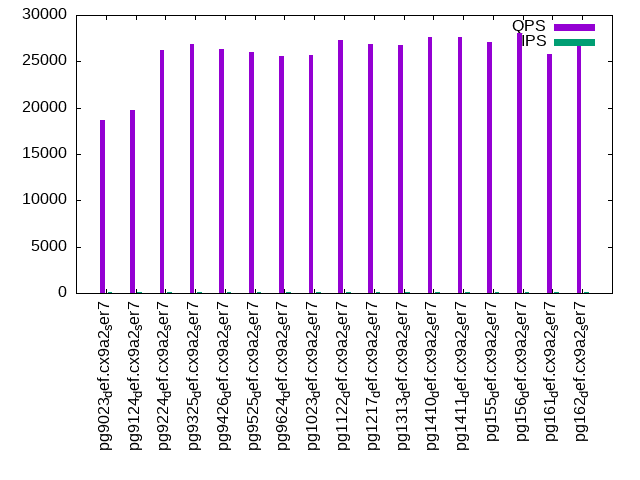 30000
25000
20000
15000
10000
5000
0
QPS
IPS
pg9023def.cx9a2ser7
pg9124def.cx9a2ser7
pg9224def.cx9a2ser7
pg9325def.cx9a2ser7
pg9426def.cx9a2ser7
pg9525def.cx9a2ser7
pg9624def.cx9a2ser7
pg1023def.cx9a2ser7
pg1122def.cx9a2ser7
pg1217def.cx9a2ser7
pg1313def.cx9a2ser7
pg1410def.cx9a2ser7
pg1411def.cx9a2ser7
pg155def.cx9a2ser7
pg156def.cx9a2ser7
pg161def.cx9a2ser7
pg162def.cx9a2ser7